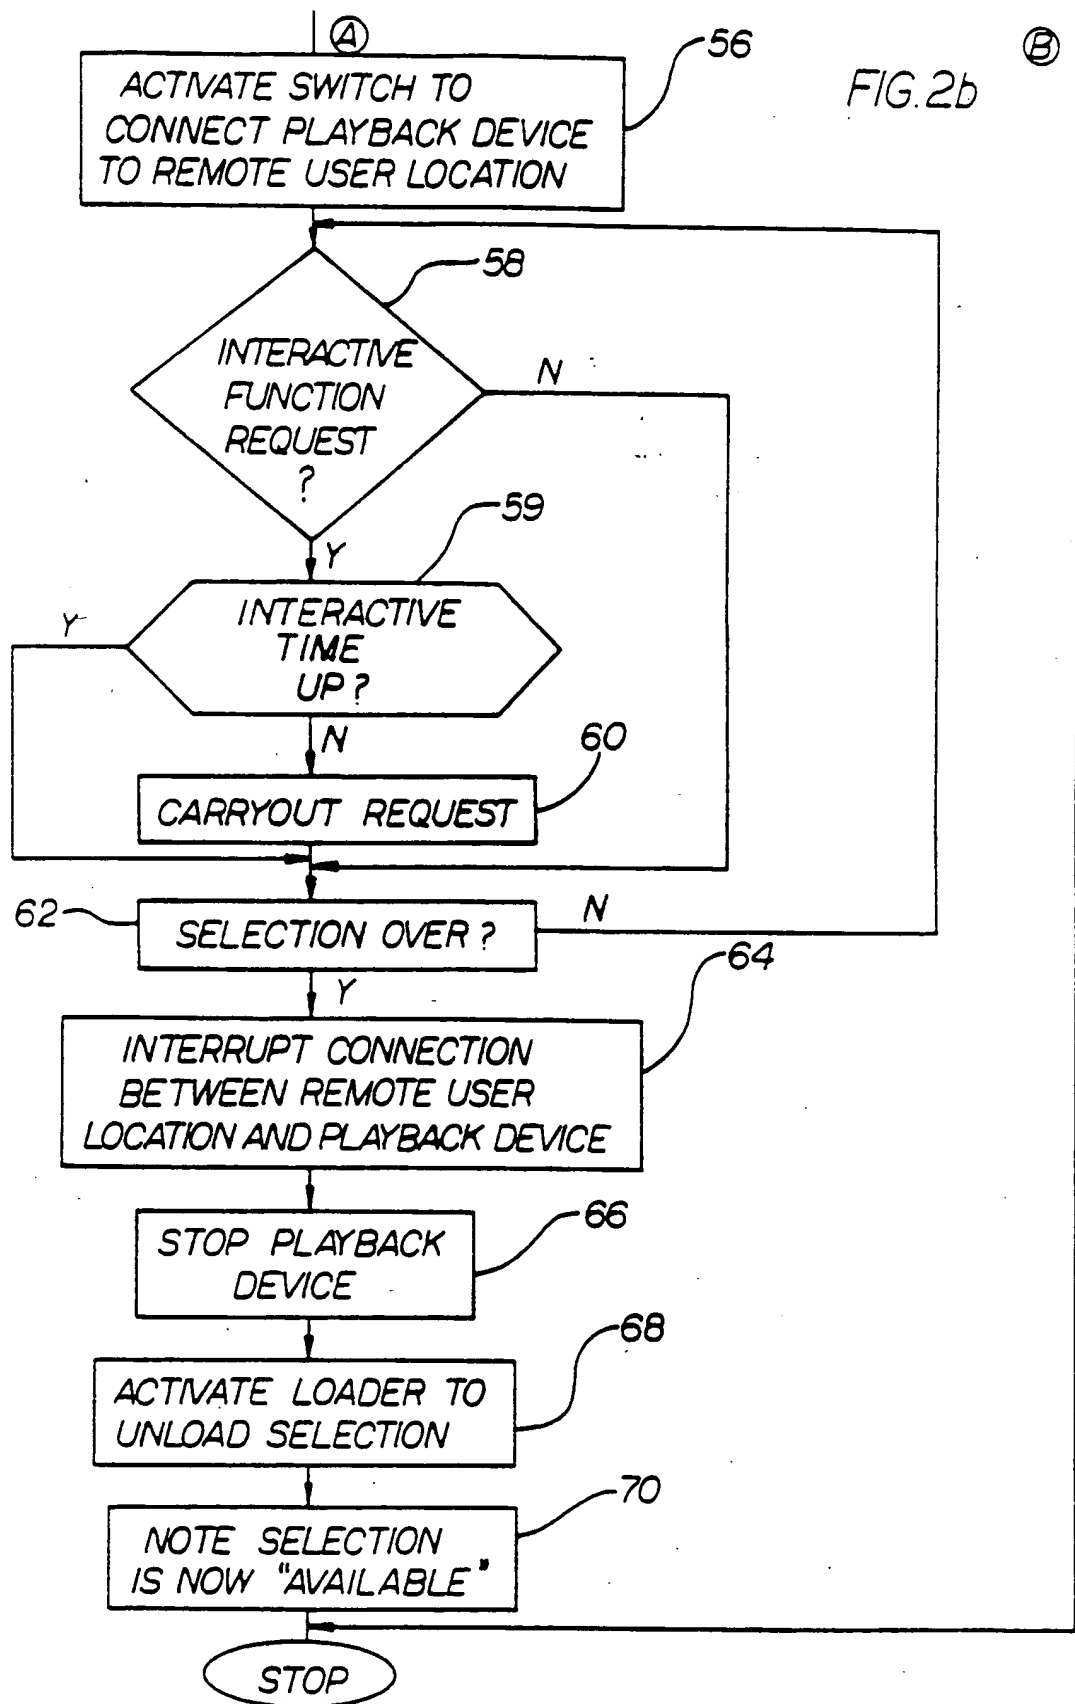 A
B
56
FIG. 2b
ACTIVATE SWITCH TO
CONNECT PLAYBACK DEVICE
TO REMOTE USER LOCATION
58
INTERACTIVE
FUNCTION
REQUEST
?
N
Y
59
INTERACTIVE
TIME
UP?
Y
N
60
CARRYOUT REQUEST
62
SELECTION OVER?
N
Y
64
INTERRUPT CONNECTION
BETWEEN REMOTE USER
LOCATION AND PLAYBACK DEVICE
66
STOP PLAYBACK
DEVICE
68
ACTIVATE LOADER TO
UNLOAD SELECTION
70
NOTE SELECTION
IS NOW "AVAILABLE"
STOP